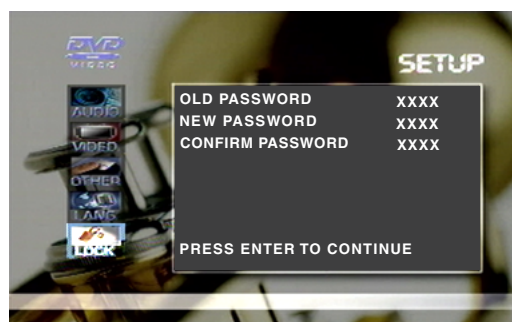 DVD
VIDEO
SETUP
AUDIO
VIDEO
OTHER
LANG
LOCK
OLD PASSWORD XXXX
NEW PASSWORD XXXX
CONFIRM PASSWORD XXXX
PRESS ENTER TO CONTINUE